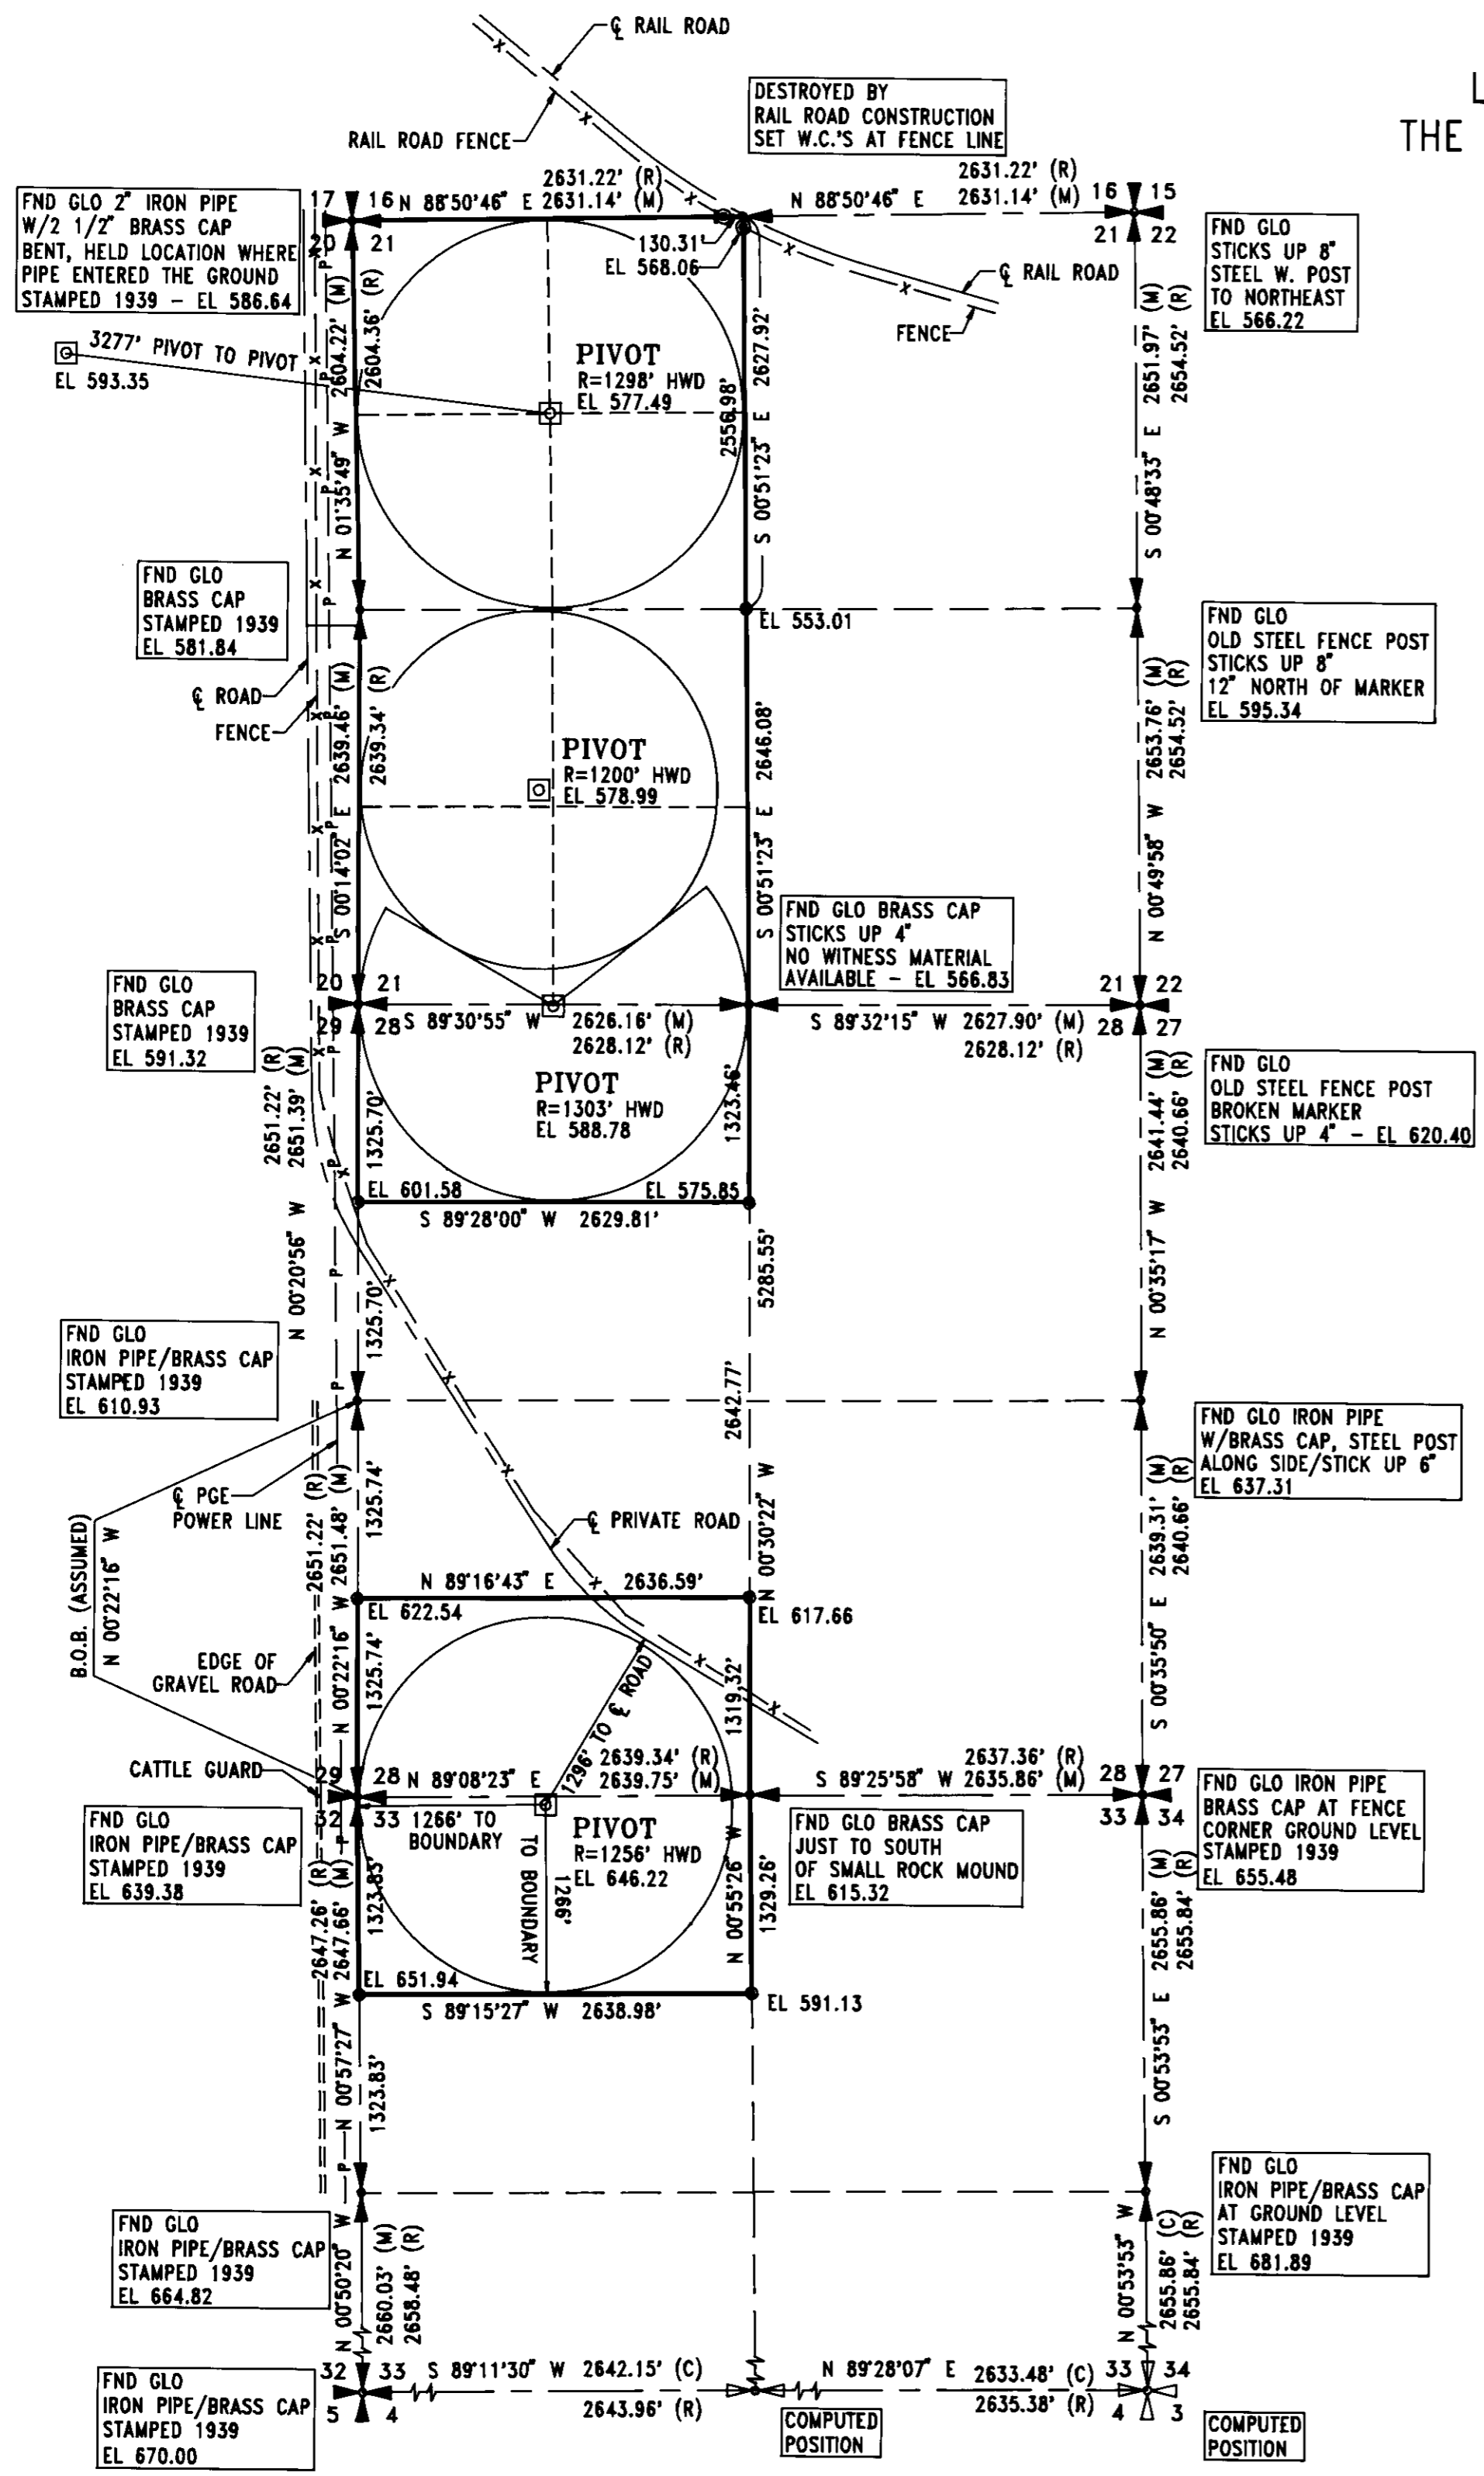 ℄ RAIL ROAD
L
THE
DESTROYED BY
RAIL ROAD CONSTRUCTION
SET W.C.'S AT FENCE LINE
RAIL ROAD FENCE
2631.22' (R)
N 88°50'46" E 2631.14' (M)
2631.22' (R)
N 88°50'46" E 2631.14' (M)
17 16
20 21
16 15
21 22
FND GLO 2" IRON PIPE
W/2 1/2" BRASS CAP
BENT, HELD LOCATION WHERE
PIPE ENTERED THE GROUND
STAMPED 1939 - EL 586.64
130.31'
EL 568.06
℄ RAIL ROAD
FENCE
FND GLO
STICKS UP 8"
STEEL W. POST
TO NORTHEAST
EL 566.22
3277' PIVOT TO PIVOT
EL 593.35
PIVOT
R=1298' HWD
EL 577.49
N 01°35'49" W 2604.22' (M)
2604.36' (R)
2556.98'
S 00°51'23" E 2627.92'
S 00°48'33" E 2651.97' (M)
2654.52' (R)
FND GLO
BRASS CAP
STAMPED 1939
EL 581.84
EL 553.01
FND GLO
OLD STEEL FENCE POST
STICKS UP 8"
12" NORTH OF MARKER
EL 595.34
℄ ROAD
FENCE
S 00°14'02" E 2639.46' (M)
2639.34' (R)
PIVOT
R=1200' HWD
EL 578.99
S 00°51'23" E 2646.08'
N 00°49'58" W 2653.76' (M)
2654.52' (R)
FND GLO BRASS CAP
STICKS UP 4"
NO WITNESS MATERIAL
AVAILABLE - EL 566.83
FND GLO
BRASS CAP
STAMPED 1939
EL 591.32
20 21
29 28
S 89°30'55" W 2626.16' (M)
2628.12' (R)
S 89°32'15" W 2627.90' (M)
2628.12' (R)
21 22
28 27
FND GLO
OLD STEEL FENCE POST
BROKEN MARKER
STICKS UP 4" - EL 620.40
PIVOT
R=1303' HWD
EL 588.78
2651.22' (R)
N 00°20'56" W 2651.39' (M)
1325.70'
1323.46'
N 00°35'17" W 2641.44' (M)
2640.66' (R)
EL 601.58
EL 575.85
S 89°28'00" W 2629.81'
1325.70'
5285.55'
FND GLO
IRON PIPE/BRASS CAP
STAMPED 1939
EL 610.93
FND GLO IRON PIPE
W/BRASS CAP, STEEL POST
ALONG SIDE/STICK UP 6"
EL 637.31
℄ PGE
POWER LINE
℄ PRIVATE ROAD
B.O.B. (ASSUMED)
N 00°22'16" W
2651.22' (R)
N 00°22'16" W 2651.48' (M)
1325.74'
N 00°30'22" W 2642.77'
S 00°35'50" E 2639.31' (M)
2640.66' (R)
N 89°16'43" E 2636.59'
EL 622.54
EL 617.66
EDGE OF
GRAVEL ROAD
1325.74'
1296' TO ℄ ROAD
1319.32'
CATTLE GUARD
29 28
32 33
N 89°08'23" E
2639.34' (R)
2639.75' (M)
2637.36' (R)
S 89°25'58" W 2635.86' (M)
28 27
33 34
1266' TO
BOUNDARY
1266'
TO BOUNDARY
PIVOT
R=1256' HWD
EL 646.22
FND GLO
IRON PIPE/BRASS CAP
STAMPED 1939
EL 639.38
FND GLO BRASS CAP
JUST TO SOUTH
OF SMALL ROCK MOUND
EL 615.32
FND GLO IRON PIPE
BRASS CAP AT FENCE
CORNER GROUND LEVEL
STAMPED 1939
EL 655.48
2647.26' (R)
N 00°57'27" W 2647.66' (M)
1323.83'
N 00°55'26" W 1329.26'
S 00°53'53" E 2655.86' (M)
2655.84' (R)
EL 651.94
EL 591.13
S 89°15'27" W 2638.98'
1323.83'
FND GLO
IRON PIPE/BRASS CAP
STAMPED 1939
EL 664.82
FND GLO
IRON PIPE/BRASS CAP
AT GROUND LEVEL
STAMPED 1939
EL 681.89
N 00°50'20" W 2660.03' (M)
2658.48' (R)
N 00°53'53" W 2655.86' (C)
2655.84' (R)
32 33
5 4
S 89°11'30" W 2642.15' (C)
2643.96' (R)
N 89°28'07" E 2633.48' (C)
2635.38' (R)
33 34
4 3
FND GLO
IRON PIPE/BRASS CAP
STAMPED 1939
EL 670.00
COMPUTED
POSITION
COMPUTED
POSITION